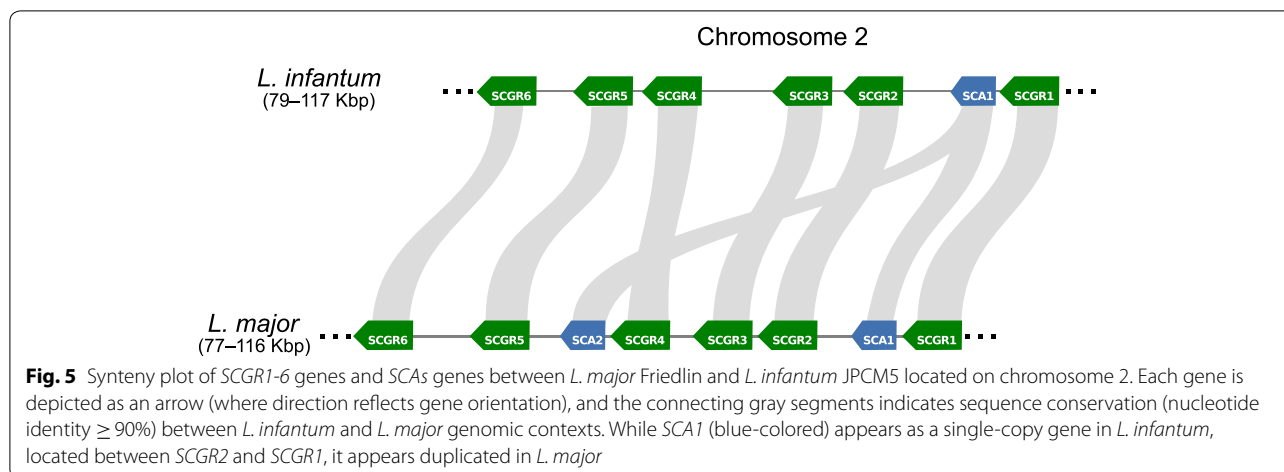 Chromosome 2
L. infantum
(79–117 Kbp)
SCGR6 SCGR5 SCGR4 SCGR3 SCGR2 SCA1 SCGR1
L. major
(77–116 Kbp)
SCGR6 SCGR5 SCA2 SCGR4 SCGR3 SCGR2 SCA1 SCGR1
Fig. 5 Synteny plot of SCGR1-6 genes and SCAs genes between L. major Friedlin and L. infantum JPCM5 located on chromosome 2. Each gene is
depicted as an arrow (where direction reflects gene orientation), and the connecting gray segments indicates sequence conservation (nucleotide
identity ≥ 90%) between L. infantum and L. major genomic contexts. While SCA1 (blue-colored) appears as a single-copy gene in L. infantum,
located between SCGR2 and SCGR1, it appears duplicated in L. major